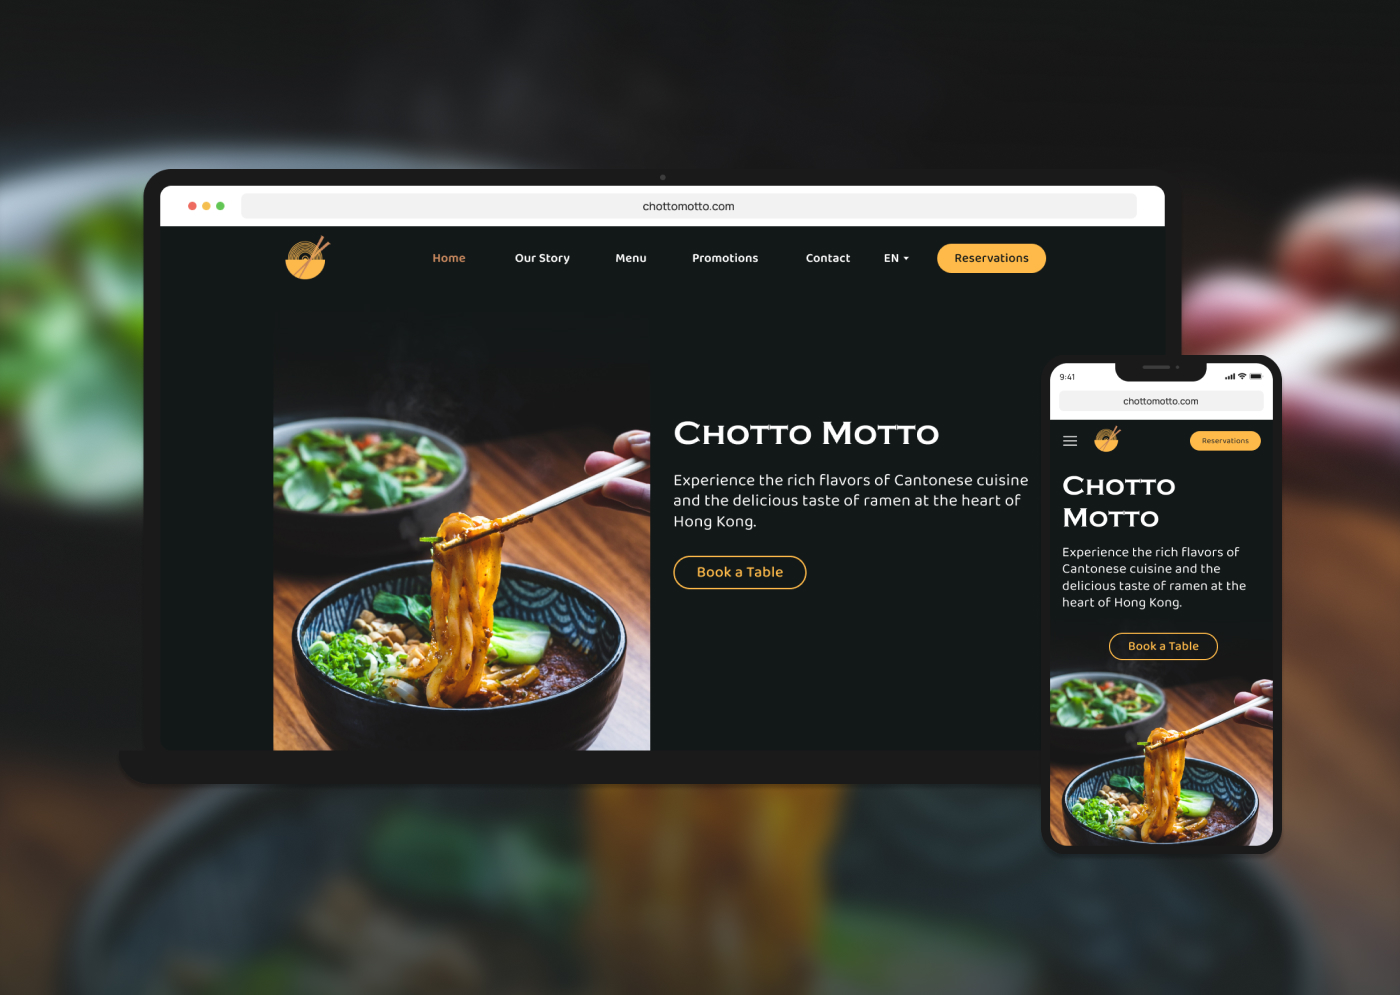 chottomotto.com
Home Our Story Menu Promotions Contact EN Reservations
Chotto Motto
Experience the rich flavors of Cantonese cuisine
and the delicious taste of ramen at the heart of
Hong Kong.
Book a Table
9:41
chottomotto.com
Reservations
Chotto
Motto
Experience the rich flavors of
Cantonese cuisine and the
delicious taste of ramen at the
heart of Hong Kong.
Book a Table